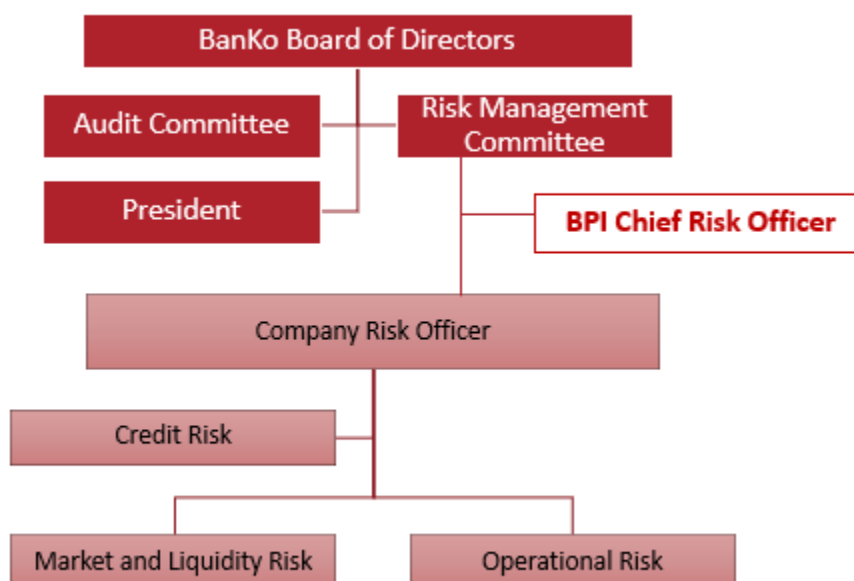 BanKo Board of Directors
Audit Committee
Risk Management
Committee
President
BPI Chief Risk Officer
Company Risk Officer
Credit Risk
Market and Liquidity Risk
Operational Risk